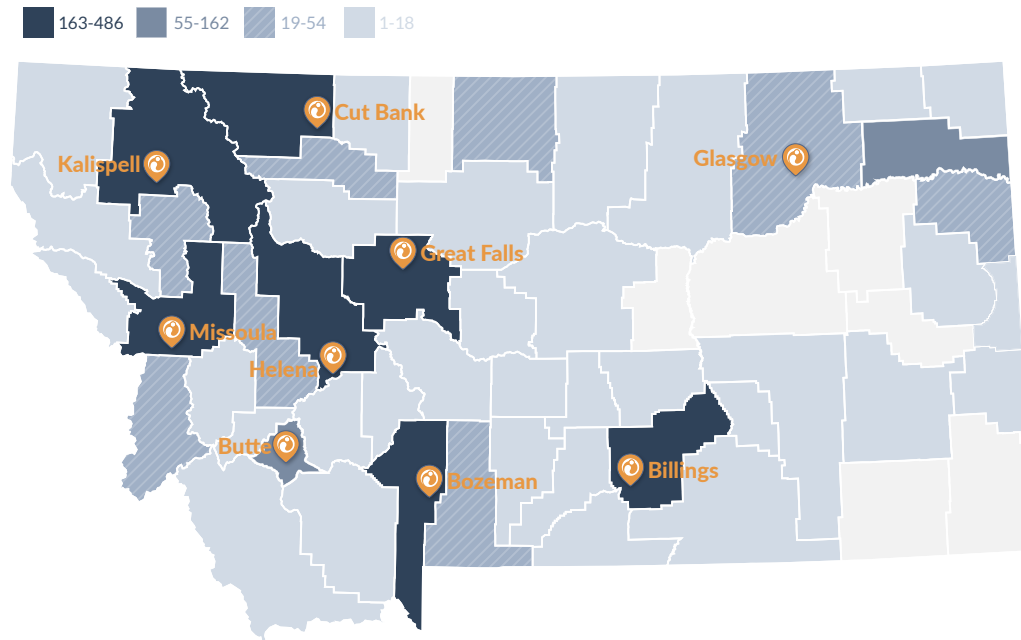 163-486 55-162 19-54 1-18
Cut Bank
Kalispell
Glasgow
Great Falls
Missoula
Helena
Butte
Billings
Bozeman